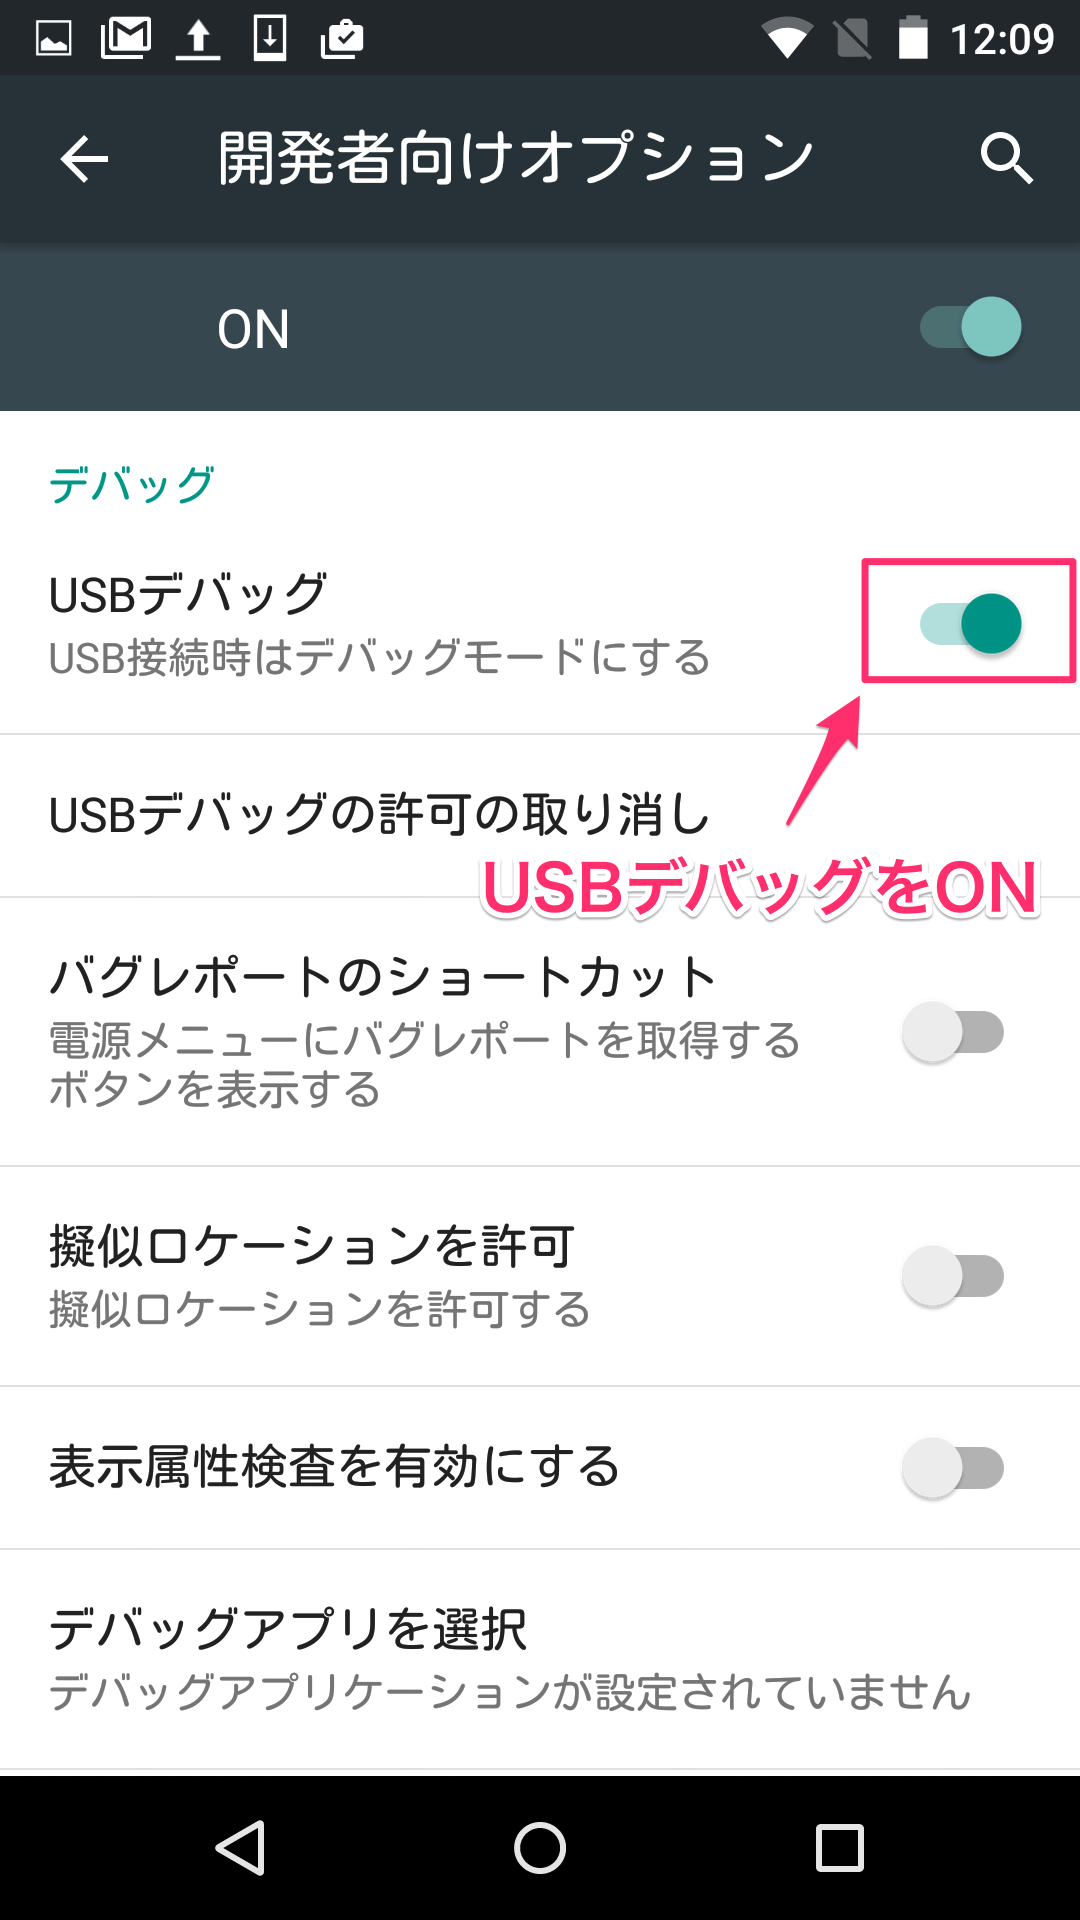 12:09
開発者向けオプション
ON
デバッグ
USBデバッグ
USB接続時はデバッグモードにする
USBデバッグの許可の取り消し
USBデバッグをON
バグレポートのショートカット
電源メニューにバグレポートを取得する
ボタンを表示する
擬似ロケーションを許可
擬似ロケーションを許可する
表示属性検査を有効にする
デバッグアプリを選択
デバッグアプリケーションが設定されていません